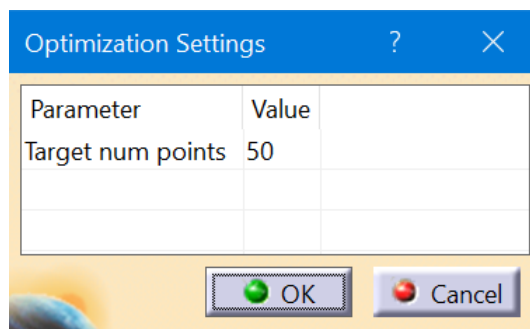 Optimization Settings ?
Parameter Value
Target num points 50
OK Cancel